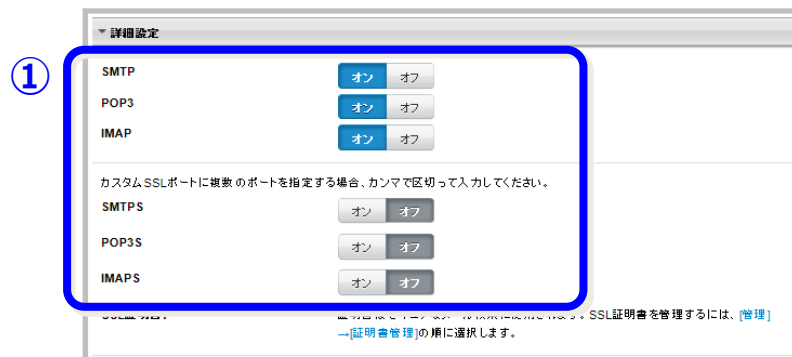 詳細設定
①
SMTP オン オフ
POP3 オン オフ
IMAP オン オフ
カスタムSSLポートに複数のポートを指定する場合、カンマで区切って入力してください。
SMTPS オン オフ
POP3S オン オフ
IMAPS オン オフ
SSL証明書を管理するには、[管理]
→[証明書管理]の順に選択します。